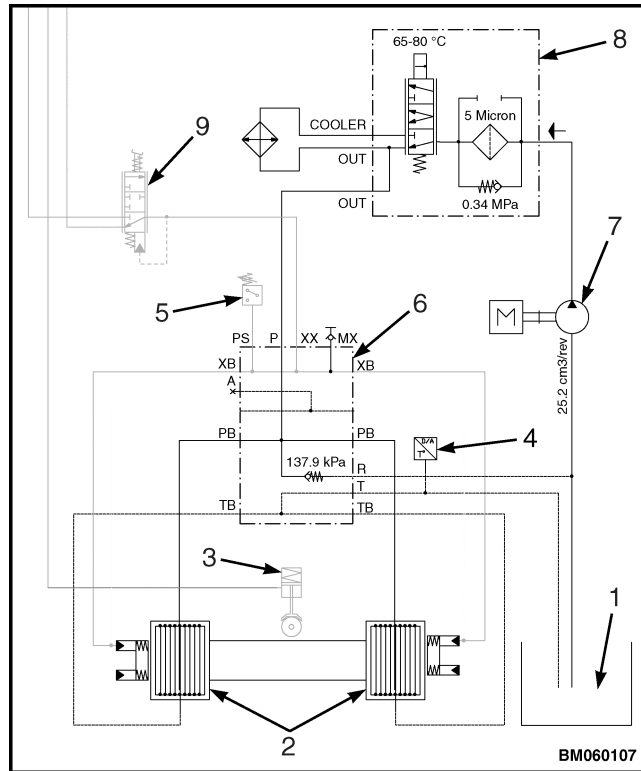 65-80 °C
8
9
COOLER
5 Micron
OUT
OUT
0.34 MPa
7
M
5
6
PS P XX MX
XB XB
25.2 cm3/rev
A
PB PB
D/A
T°
4
137.9 kPa
R
T
TB TB
3
1
2
BM060107